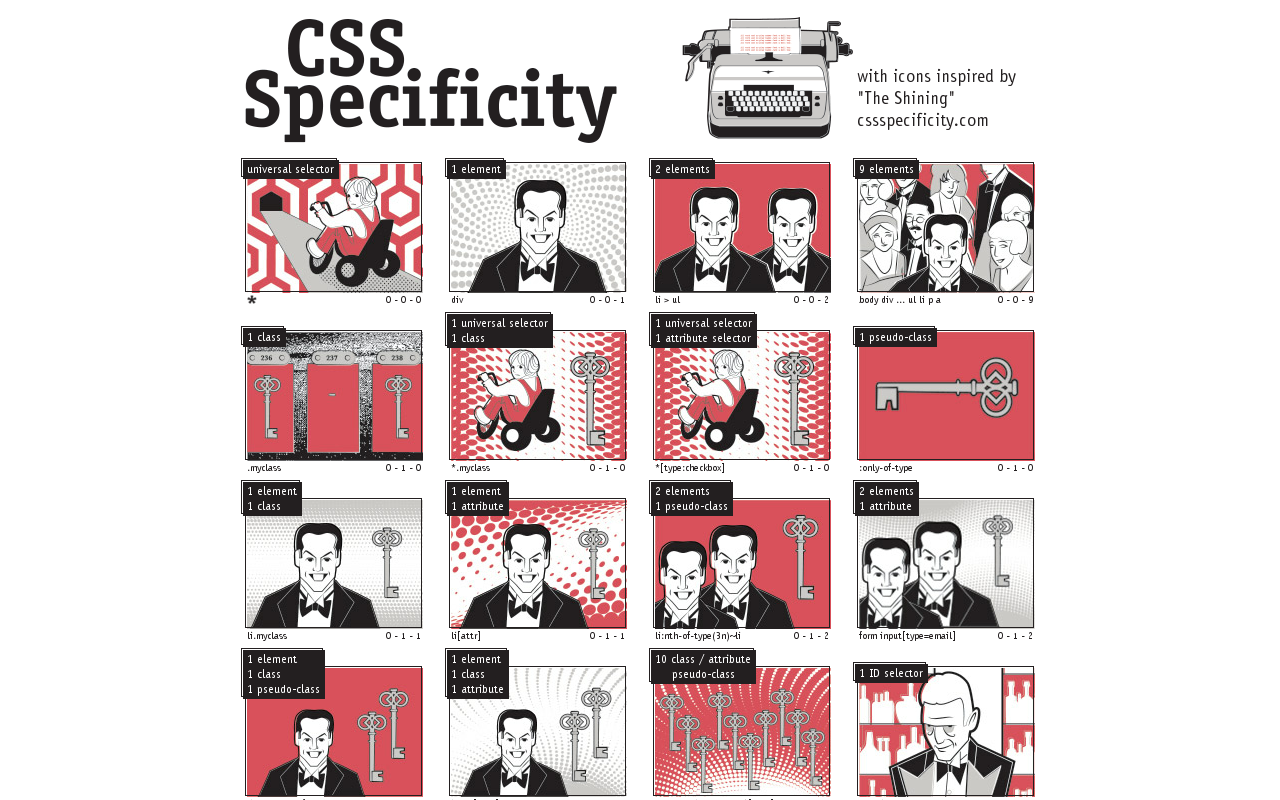 CSS
Specificity
with icons inspired by
"The Shining"
cssspecificity.com
universal selector
* 0 - 0 - 0
1 element
div 0 - 0 - 1
2 elements
li > ul 0 - 0 - 2
9 elements
body div ... ul li p a 0 - 0 - 9
1 class
236 237 238
.myclass 0 - 1 - 0
1 universal selector
1 class
*.myclass 0 - 1 - 0
1 universal selector
1 attribute selector
*[type:checkbox] 0 - 1 - 0
1 pseudo-class
:only-of-type 0 - 1 - 0
1 element
1 class
li.myclass 0 - 1 - 1
1 element
1 attribute
li[attr] 0 - 1 - 1
2 elements
1 pseudo-class
li:nth-of-type(3n)~li 0 - 1 - 2
2 elements
1 attribute
form input[type=email] 0 - 1 - 2
1 element
1 class
1 pseudo-class
1 element
1 class
1 attribute
10 class / attribute
pseudo-class
1 ID selector